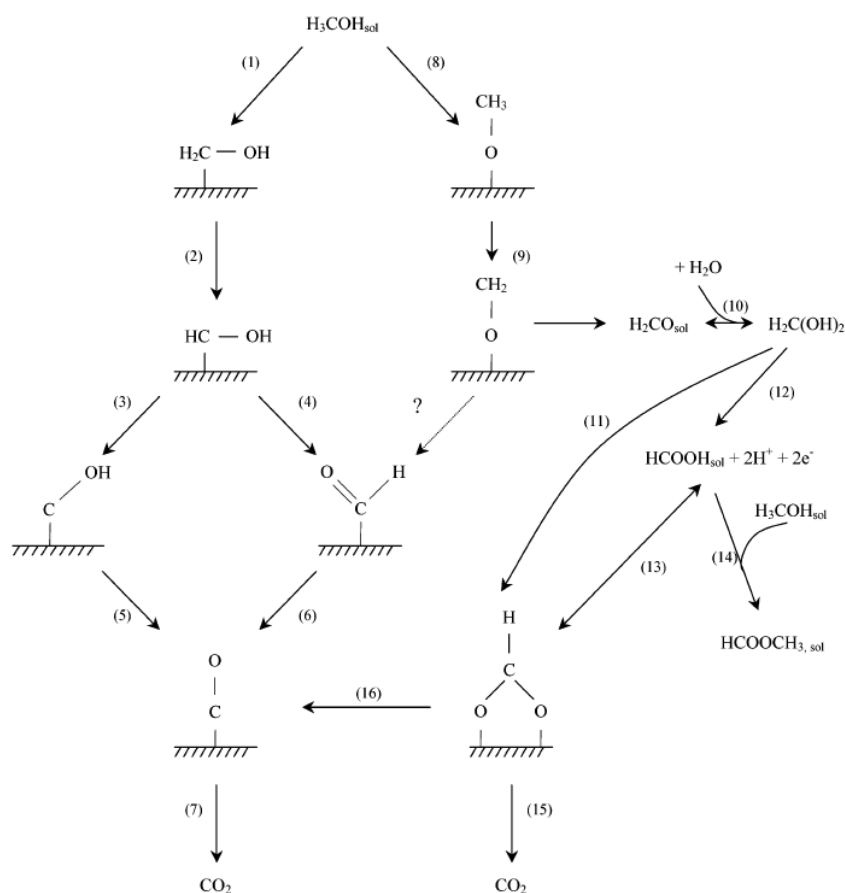 H₃COHsol
(1)
(8)
CH₃
O
H₂C — OH
(2)
(9)
CH₂
O
+ H₂O
(10)
H₂COsol
H₂C(OH)₂
HC — OH
(3)
(4)
?
(11)
(12)
OH
C
O
H
C
HCOOHsol + 2H⁺ + 2e⁻
H₃COHsol
(13)
(14)
(5)
(6)
HCOOCH₃, sol
H
C
O
O
O
C
(16)
(7)
(15)
CO₂
CO₂